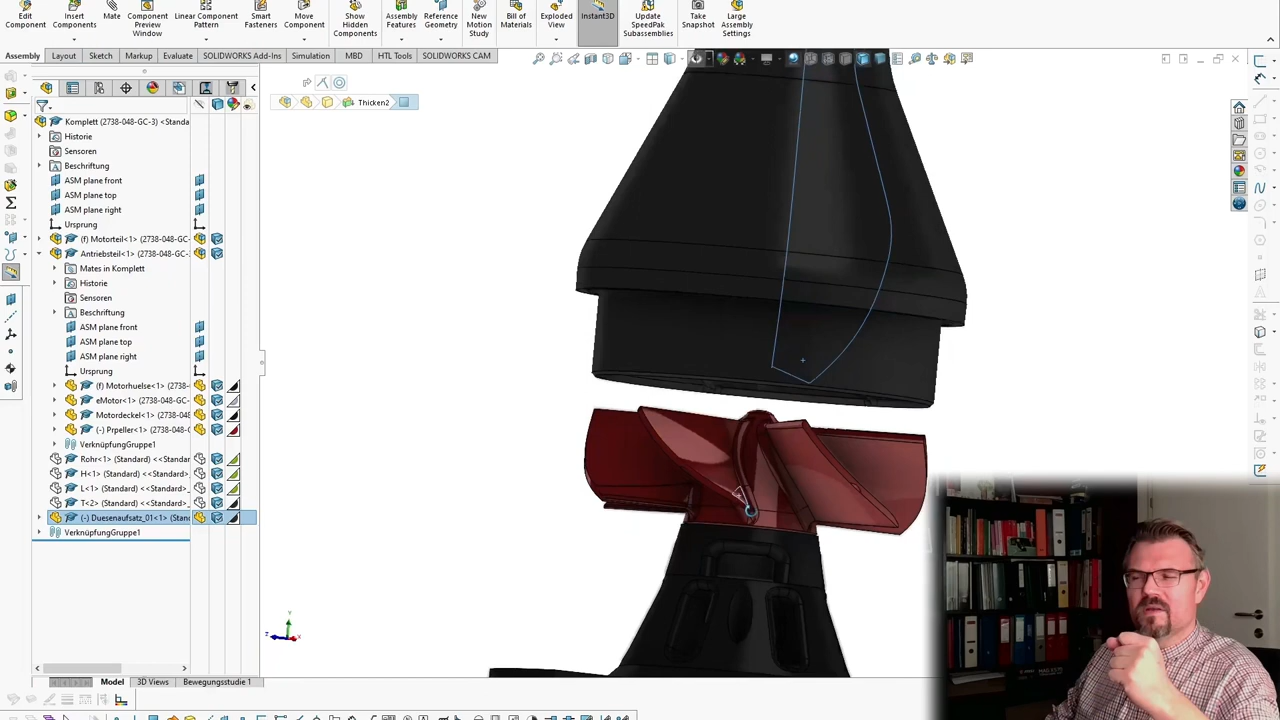 Edit Component
Insert Components
Mate
Component Preview Window
Linear Component Pattern
Smart Fasteners
Move Component
Show Hidden Components
Assembly Features
Reference Geometry
New Motion Study
Bill of Materials
Exploded View
Instant3D
Update SpeedPak Subassemblies
Take Snapshot
Large Assembly Settings
Assembly Layout Sketch Markup Evaluate SOLIDWORKS Add-Ins Simulation MBD HTL Tools SOLIDWORKS CAM
Thicken2
Komplett (2738-048-GC-3) <Standa
Historie
Sensoren
Beschriftung
ASM plane front
ASM plane top
ASM plane right
Ursprung
(f) Motorteil<1> (2738-048-GC-
Antriebsteil<1> (2738-048-GC-
Mates in Komplett
Historie
Sensoren
Beschriftung
ASM plane front
ASM plane top
ASM plane right
Ursprung
(f) Motorhuelse<1> (2738-
eMotor<1> (2738-048-GC-
Motordeckel<1> (2738-04
(-) Prpeller<1> (2738-048-
VerknüpfungGruppe1
Rohr<1> (Standard) <<Standar
H<1> (Standard) <<Standard>_
L<1> (Standard) <<Standard>_
T<2> (Standard) <<Standard>_
(-) Duesenaufsatz_01<1> (Stan
VerknüpfungGruppe1
Y
Z
X
Model 3D Views Bewegungsstudie 1